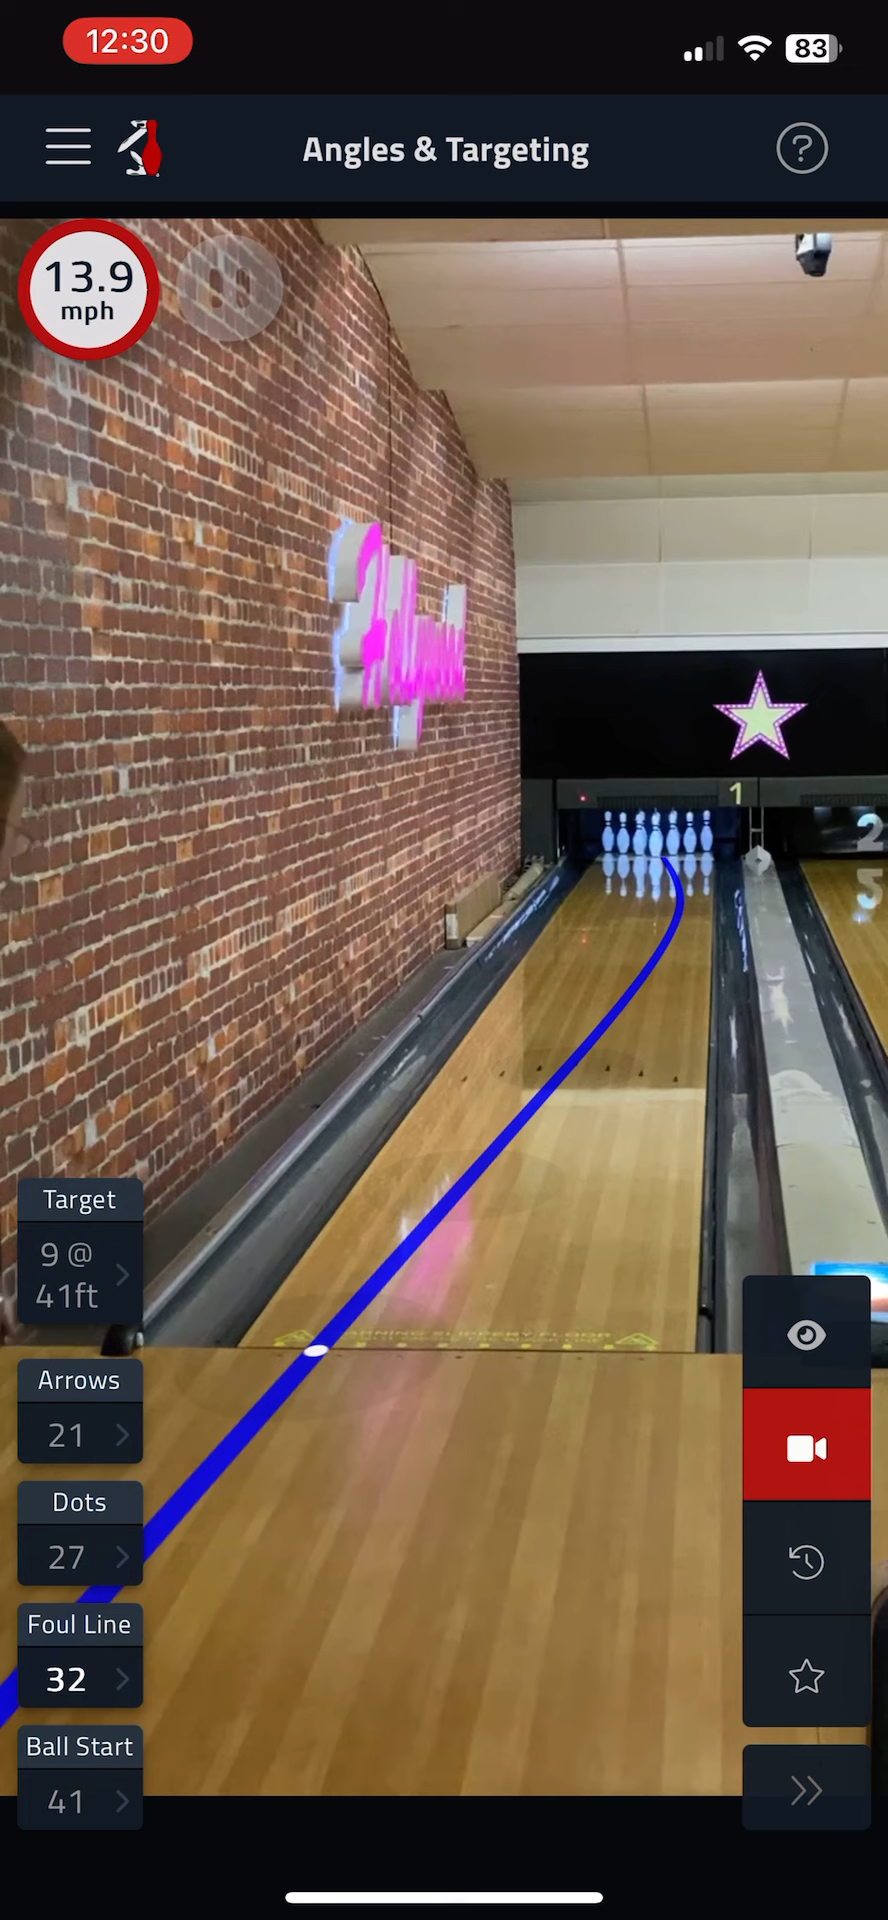 12:30
83
Angles & Targeting
?
13.9
mph
1
2
Target
9 @
41ft
Arrows
21
Dots
27
Foul Line
32
Ball Start
41